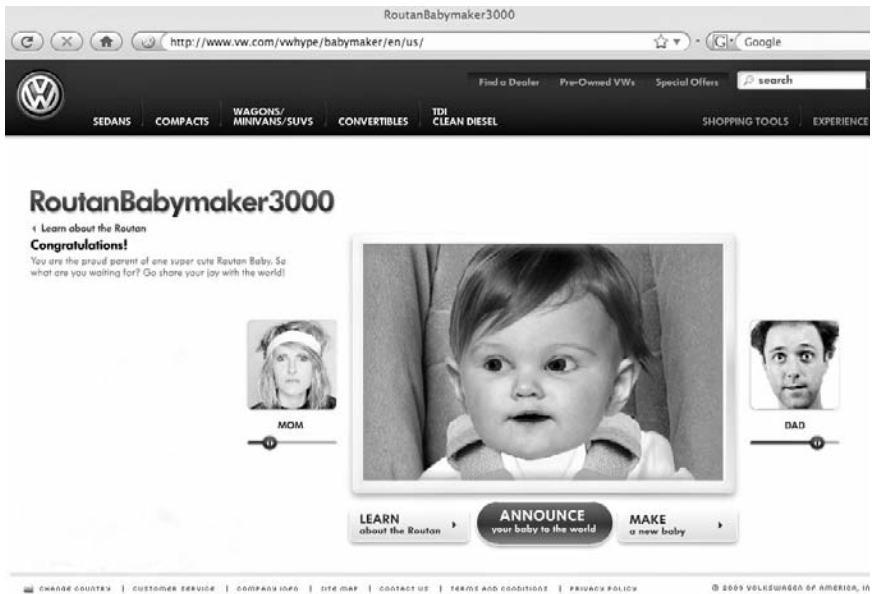 RoutanBabymaker3000
http://www.vw.com/vwhype/babymaker/en/us/
G
Google
Find a Dealer Pre-Owned VWs Special Offers search
VW
SEDANS COMPACTS WAGONS/ MINIVANS/SUVS CONVERTIBLES TDI CLEAN DIESEL SHOPPING TOOLS EXPERIENCE
RoutanBabymaker3000
Learn about the Routan
Congratulations!
You are the proud parent of one super cute Routan Baby. So
what are you waiting for? Go share your joy with the world!
MOM
DAD
LEARN
about the Routan
ANNOUNCE
your baby to the world
MAKE
a new baby
CHANGE COUNTRY | CUSTOMER SERVICE | COMPANY INFO | SITE MAP | CONTACT US | TERMS AND CONDITIONS | PRIVACY POLICY
© 2009 VOLKSWAGEN OF AMERICA, IN